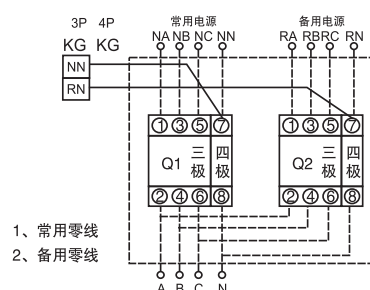 3P 4P 常用电源 备用电源
KG KG NA NB NC NN RA RB RC RN
NN
RN
① ③ ⑤ ⑦ ① ③ ⑤ ⑦
Q1 三极 四极 Q2 三极 四极
② ④ ⑥ ⑧ ② ④ ⑥ ⑧
1、常用零线
2、备用零线
A B C N